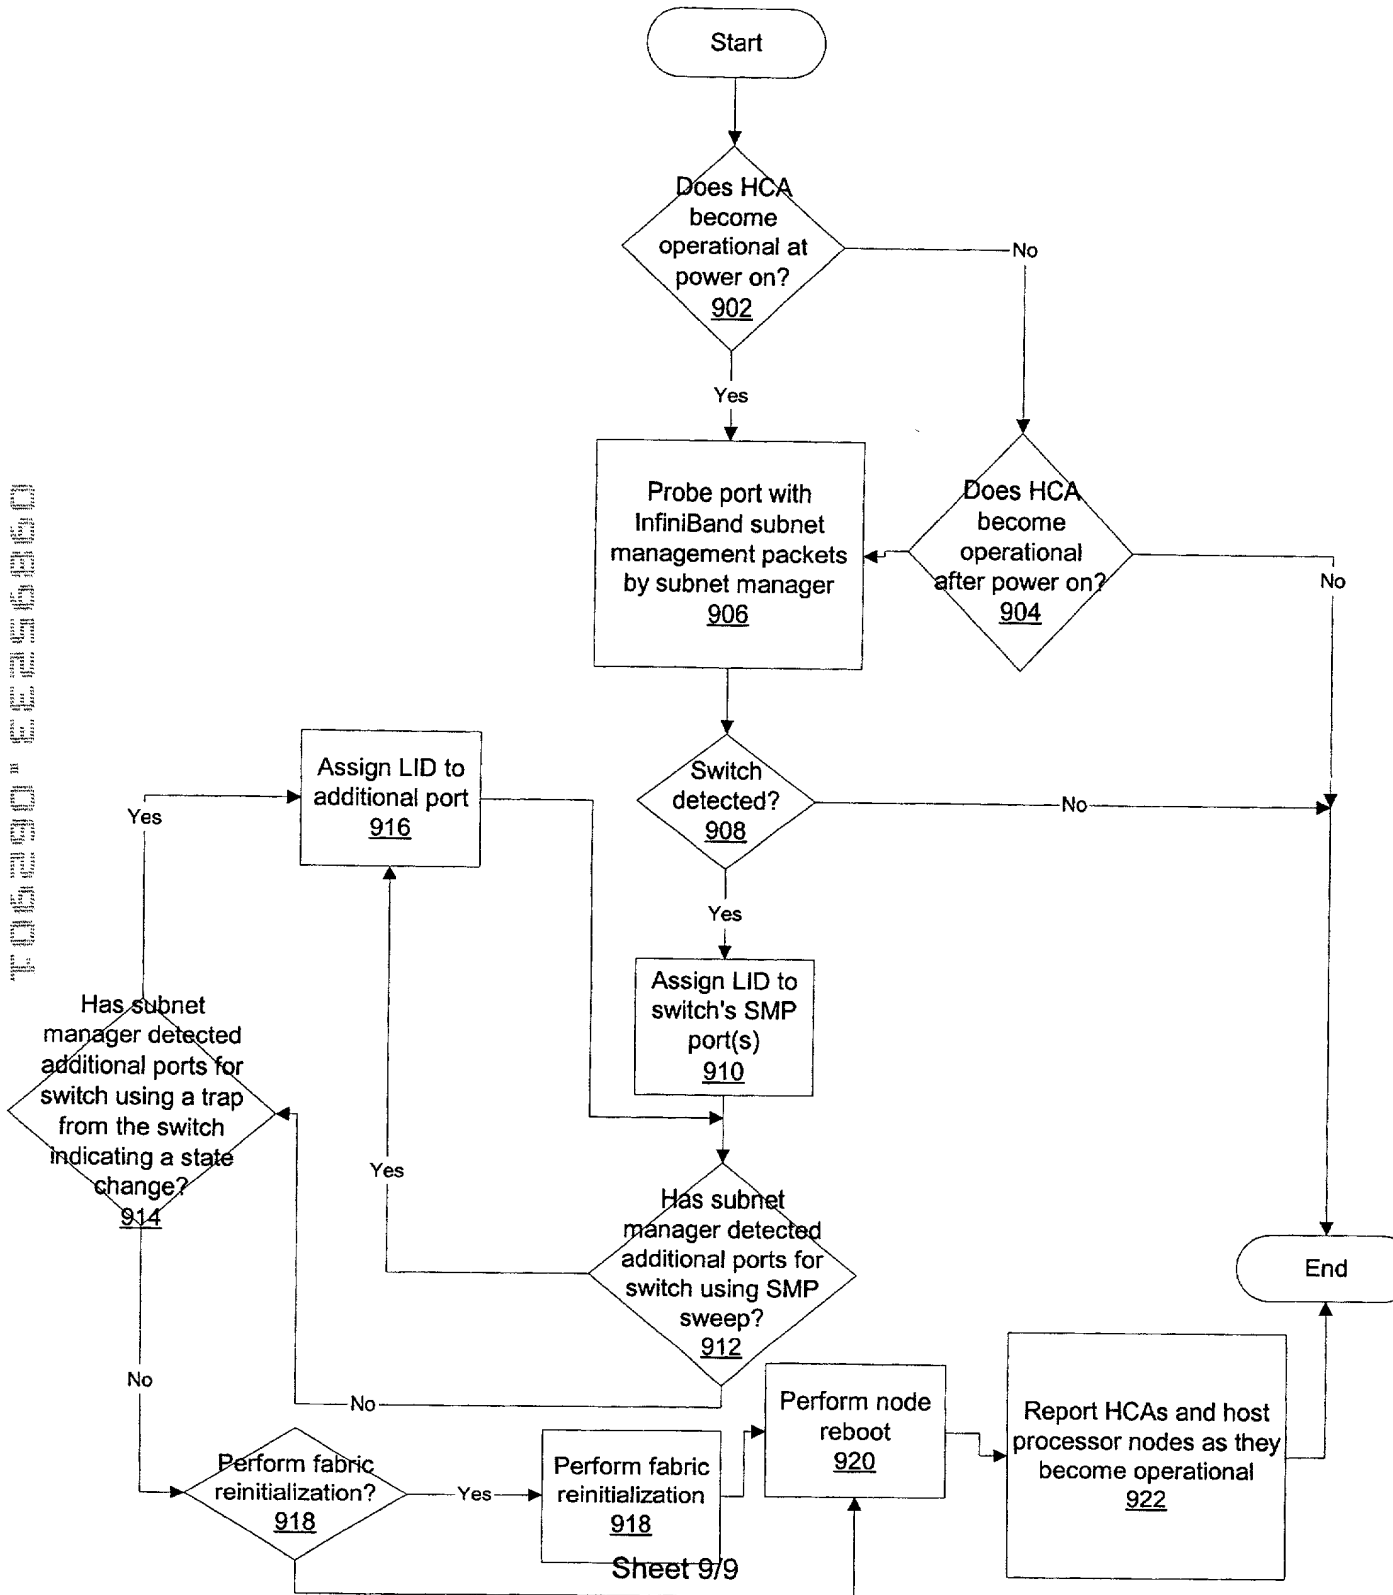 Start
Does HCA
become
operational at
power on?
902
No
Yes
Probe port with
InfiniBand subnet
management packets
by subnet manager
906
Does HCA
become
operational
after power on?
904
No
Assign LID to
additional port
916
Yes
Switch
detected?
908
No
Yes
Assign LID to
switch's SMP
port(s)
910
Has subnet
manager detected
additional ports for
switch using a trap
from the switch
indicating a state
change?
914
Yes
Has subnet
manager detected
additional ports for
switch using SMP
sweep?
912
End
No
No
Perform fabric
reinitialization?
918
Yes
Perform fabric
reinitialization
918
Perform node
reboot
920
Report HCAs and host
processor nodes as they
become operational
922
Sheet 9/9
09895233 . 062901